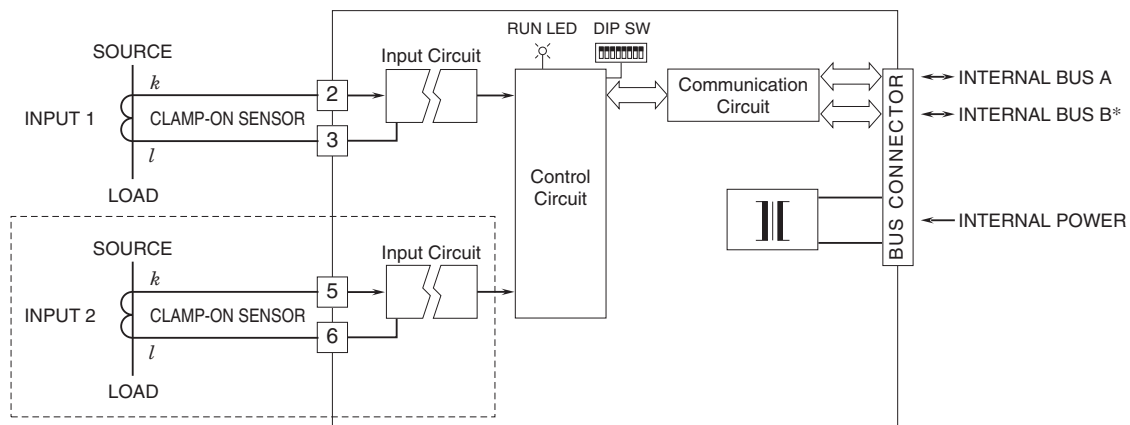 RUN LED
DIP SW
SOURCE
Input Circuit
k
2
INPUT 1
CLAMP-ON SENSOR
3
l
LOAD
Control
Circuit
Communication
Circuit
BUS CONNECTOR
INTERNAL BUS A
INTERNAL BUS B*
INTERNAL POWER
SOURCE
Input Circuit
k
5
INPUT 2
CLAMP-ON SENSOR
6
l
LOAD